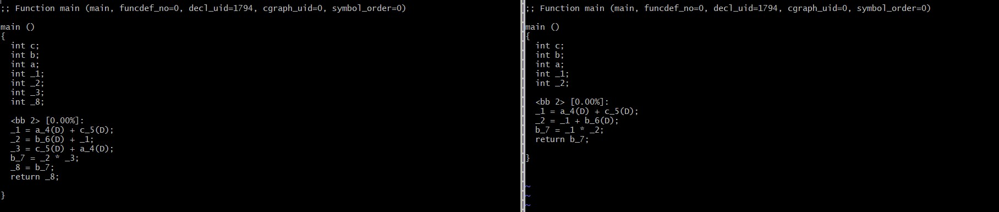 ;; Function main (main, funcdef_no=0, decl_uid=1794, cgraph_uid=0, symbol_order=0)

main ()
{
  int c;
  int b;
  int a;
  int _1;
  int _2;
  int _3;
  int _8;

  <bb 2> [0.00%]:
  _1 = a_4(D) + c_5(D);
  _2 = b_6(D) + _1;
  _3 = c_5(D) + a_4(D);
  b_7 = _2 * _3;
  _8 = b_7;
  return _8;

}
;; Function main (main, funcdef_no=0, decl_uid=1794, cgraph_uid=0, symbol_order=0)

main ()
{
  int c;
  int b;
  int a;
  int _1;
  int _2;

  <bb 2> [0.00%]:
  _1 = a_4(D) + c_5(D);
  _2 = _1 + b_6(D);
  b_7 = _1 * _2;
  return b_7;

}
~
~
~